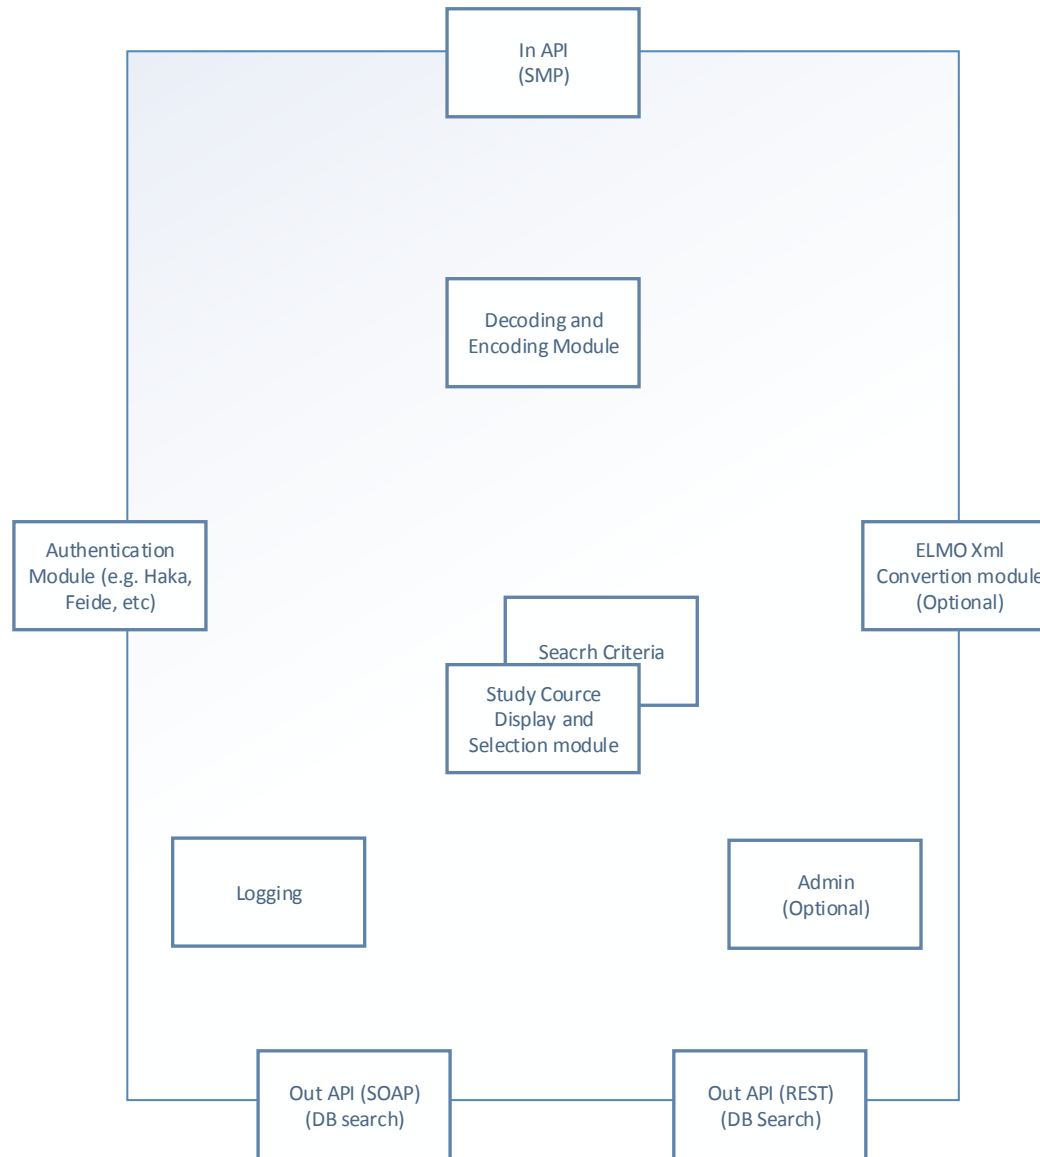 In API
(SMP)
Decoding and
Encoding Module
Authentication
Module (e.g. Haka,
Feide, etc)
ELMO Xml
Convertion module
(Optional)
Seacrh Criteria
Study Cource
Display and
Selection module
Logging
Admin
(Optional)
Out API (SOAP)
(DB search)
Out API (REST)
(DB Search)